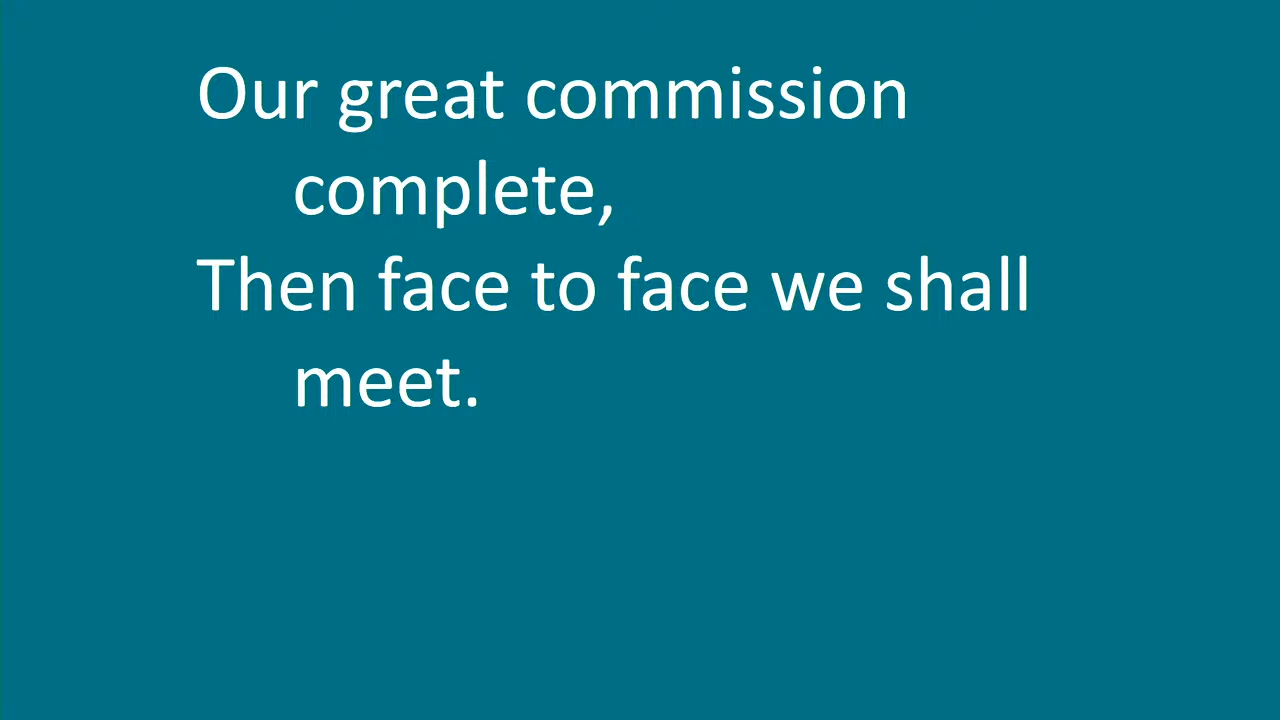 Our great commission
complete,
Then face to face we shall
meet.